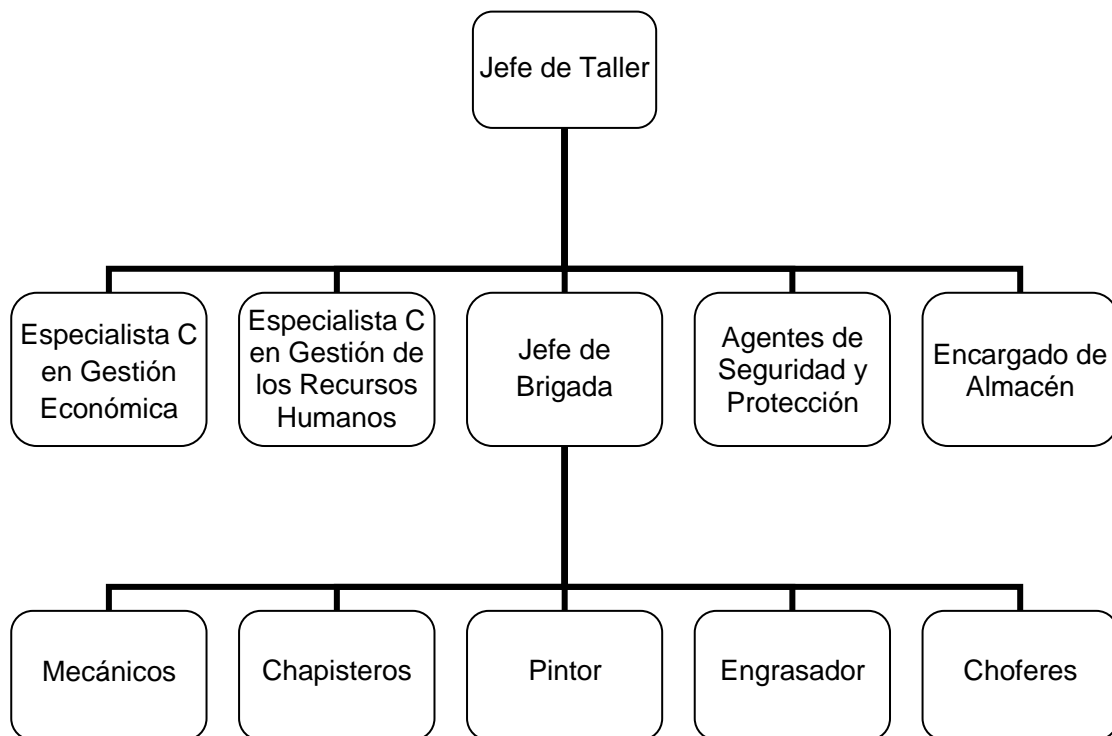 Jefe de Taller
Especialista C
en Gestión
Económica
Especialista C
en Gestión de
los Recursos
Humanos
Jefe de
Brigada
Agentes de
Seguridad y
Protección
Encargado de
Almacén
Mecánicos
Chapisteros
Pintor
Engrasador
Choferes